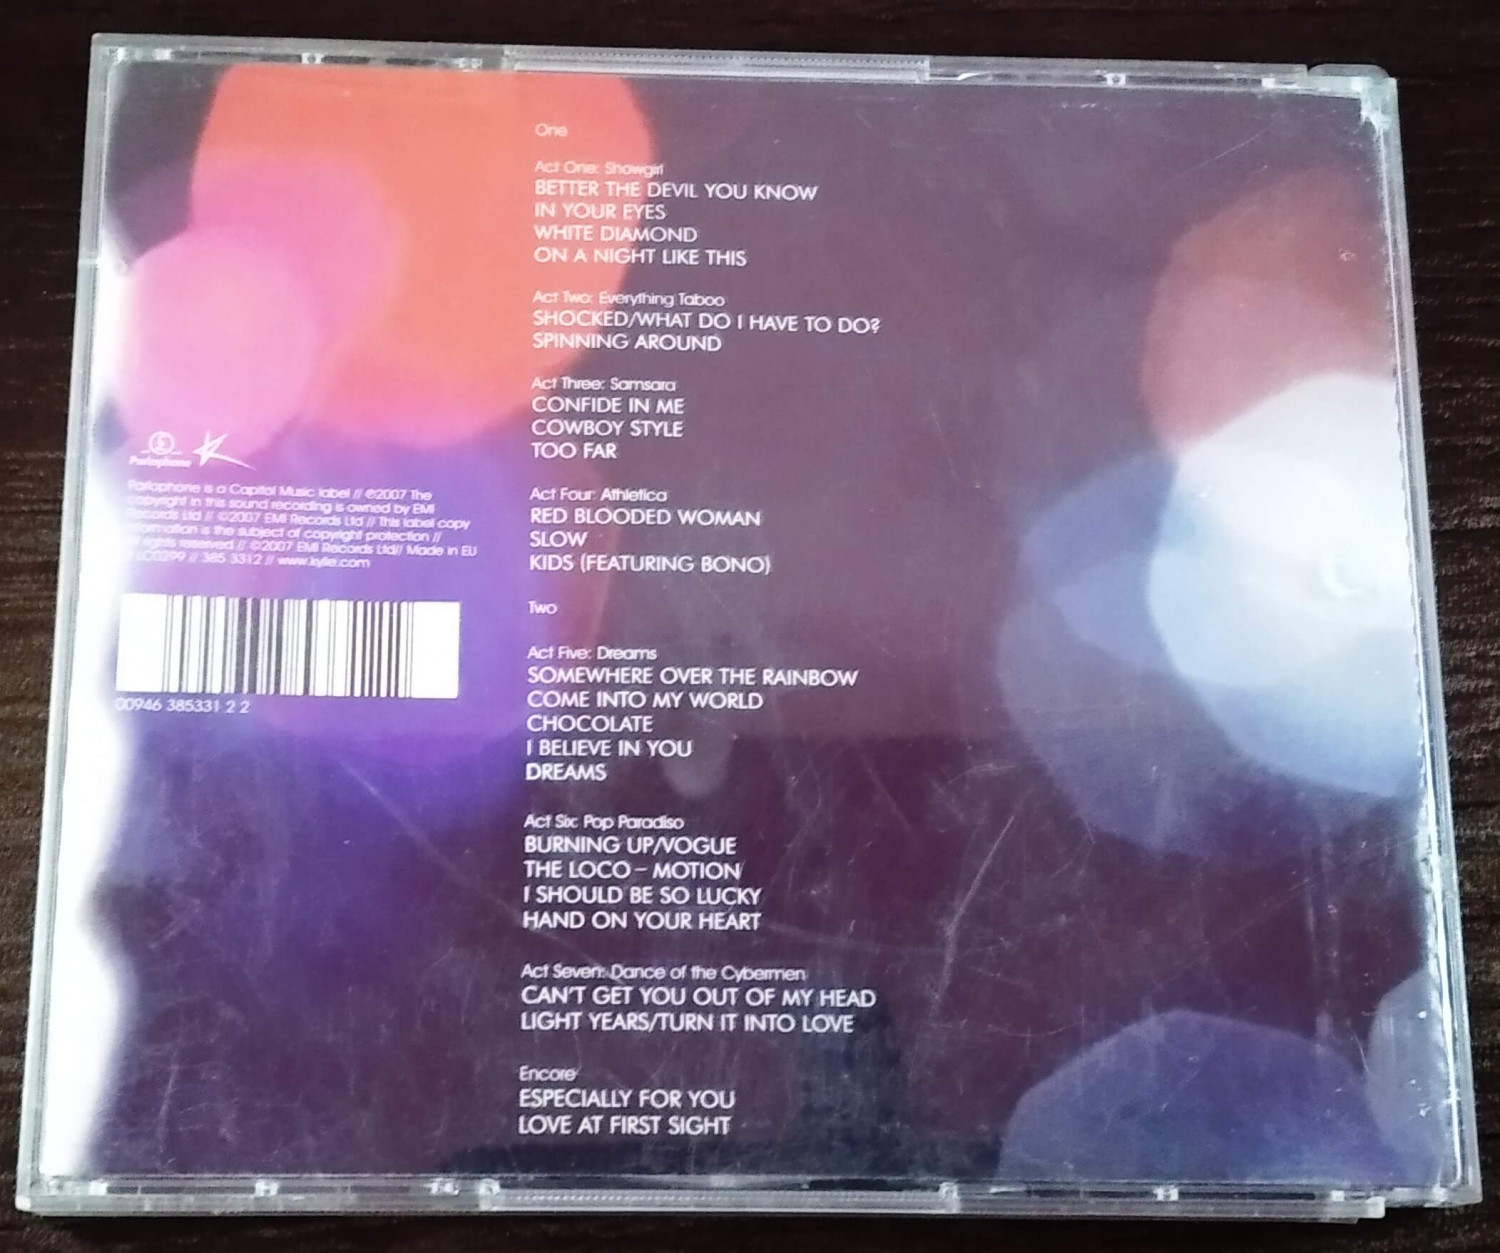 One
Act One: Showgirl
BETTER THE DEVIL YOU KNOW
IN YOUR EYES
WHITE DIAMOND
ON A NIGHT LIKE THIS
Act Two: Everything Taboo
SHOCKED/WHAT DO I HAVE TO DO?
SPINNING AROUND
Act Three: Samsara
CONFIDE IN ME
COWBOY STYLE
TOO FAR
Act Four: Athletica
RED BLOODED WOMAN
SLOW
KIDS (FEATURING BONO)
Two
Act Five: Dreams
SOMEWHERE OVER THE RAINBOW
COME INTO MY WORLD
CHOCOLATE
I BELIEVE IN YOU
DREAMS
Act Six: Pop Paradiso
BURNING UP/VOGUE
THE LOCO – MOTION
I SHOULD BE SO LUCKY
HAND ON YOUR HEART
Act Seven: Dance of the Cybermen
CAN'T GET YOU OUT OF MY HEAD
LIGHT YEARS/TURN IT INTO LOVE
Encore
ESPECIALLY FOR YOU
LOVE AT FIRST SIGHT
£
Parlophone K
Parlophone is a Capitol Music label // ℗2007 The
copyright in this sound recording is owned by EMI
Records Ltd // ©2007 EMI Records Ltd // This label copy
information is the subject of copyright protection //
All rights reserved // ©2007 EMI Records Ltd// Made in EU
LC0299 // 385 3312 // www.kylie.com
00946 385331 2 2